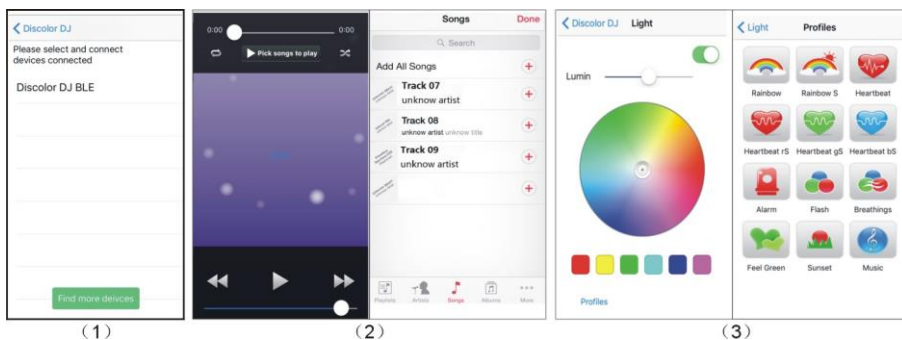 Discolor DJ
Please select and connect
devices connected
Discolor DJ BLE
Find more deivces
(1)
0:00
0:00
Pick songs to play
Songs
Done
Search
Add All Songs
Track 07
unknow artist
Track 08
unknow artist unknow title
Track 09
unknow artist
Playlists
Artists
Songs
Albums
More
(2)
Discolor DJ
Light
Lumin
Profiles
Light
Profiles
Rainbow
Rainbow S
Heartbeat
Heartbeat rS
Heartbeat gS
Heartbeat bS
Alarm
Flash
Breathings
Feel Green
Sunset
Music
(3)